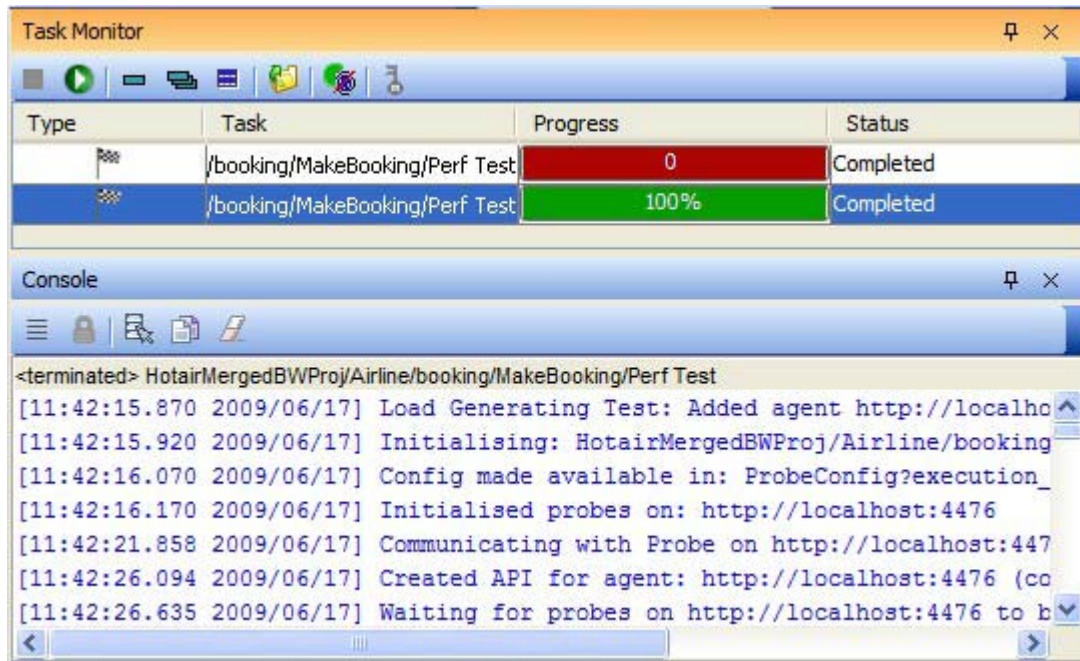 Task Monitor
Type Task Progress Status
/booking/MakeBooking/Perf Test 0 Completed
/booking/MakeBooking/Perf Test 100% Completed
Console
<terminated> HotairMergedBWProj/Airline/booking/MakeBooking/Perf Test
[11:42:15.870 2009/06/17] Load Generating Test: Added agent http://localho
[11:42:15.920 2009/06/17] Initialising: HotairMergedBWProj/Airline/booking
[11:42:16.070 2009/06/17] Config made available in: ProbeConfig?execution_
[11:42:16.170 2009/06/17] Initialised probes on: http://localhost:4476
[11:42:21.858 2009/06/17] Communicating with Probe on http://localhost:447
[11:42:26.094 2009/06/17] Created API for agent: http://localhost:4476 (co
[11:42:26.635 2009/06/17] Waiting for probes on http://localhost:4476 to b